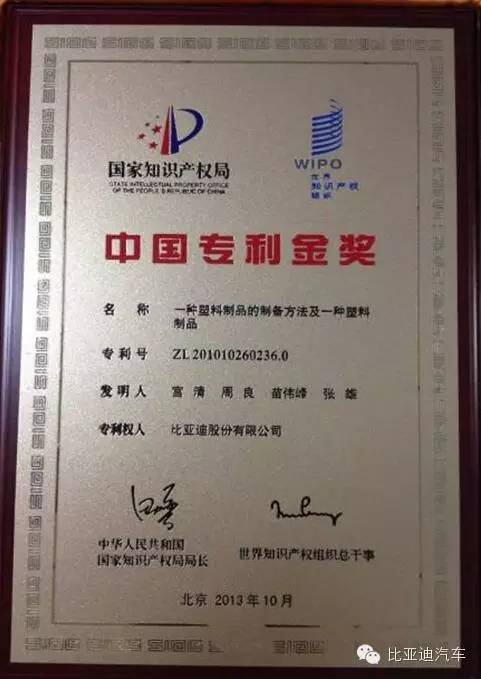 国家知识产权局
STATE INTELLECTUAL PROPERTY OFFICE
OF THE PEOPLE'S REPUBLIC OF CHINA
WIPO
世界
知识产权
组织
中国专利金奖
名 称 一种塑料制品的制备方法及一种塑料
制品
专 利 号 ZL 201010260236.0
发 明 人 宫 清 周 良 苗伟峰 张 雄
专利权人 比亚迪股份有限公司
中华人民共和国
国家知识产权局局长
世界知识产权组织总干事
北京 2013 年 10 月
比亚迪汽车